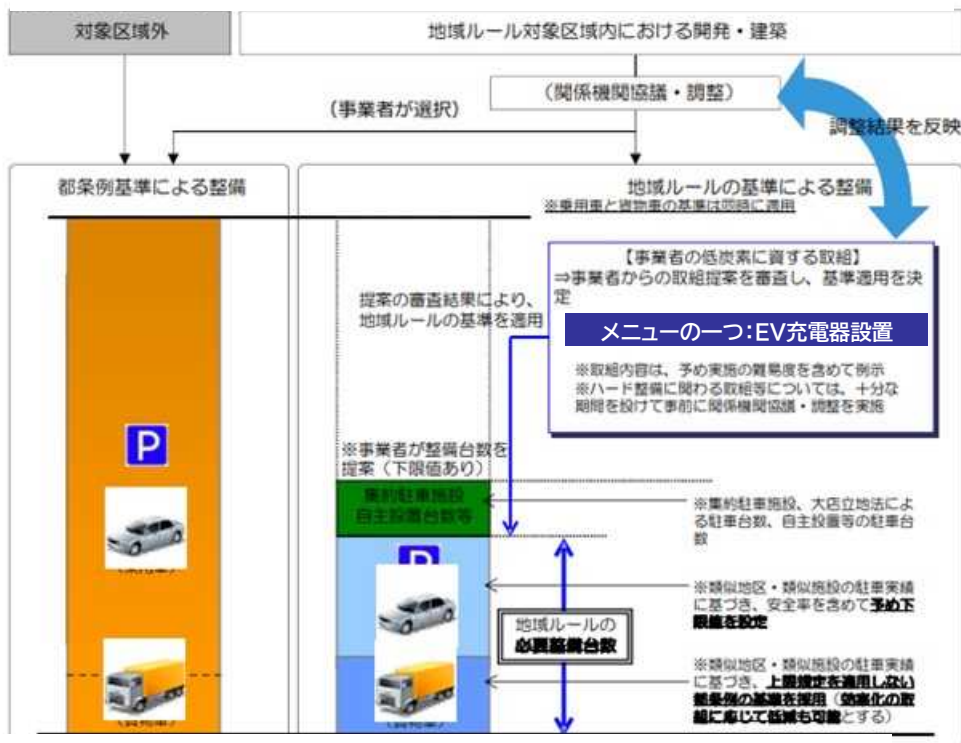 対象区域外
地域ルール対象区域内における開発・建築
(関係機関協議・調整)
(事業者が選択)
調整結果を反映
都条例基準による整備
地域ルールの基準による整備
※乗用車と貨物車の基準は同時に適用
【事業者の低炭素に資する取組】
⇒事業者からの取組提案を審査し、基準適用を決
定
メニューの一つ:EV充電器設置
※取組内容は、予め実施の難易度を含めて例示
※ハード整備に関わる取組等については、十分な
期間を設けて事前に関係機関協議・調整を実施
提案の審査結果により、
地域ルールの基準を適用
P
※事業者が整備台数を
提案(下限値あり)
集約駐車施設
自主設置台数等
※集約駐車施設、大店立地法によ
る駐車台数、自主設置等の駐車台
数
P
※類似地区・類似施設の駐車実績
に基づき、安全率を含めて予め下
限値を設定
地域ルールの
必要整備台数
※類似地区・類似施設の駐車実績
に基づき、上限規定を適用しない
都条例の基準を採用(効率化の取
組に応じて低減も可能とする)